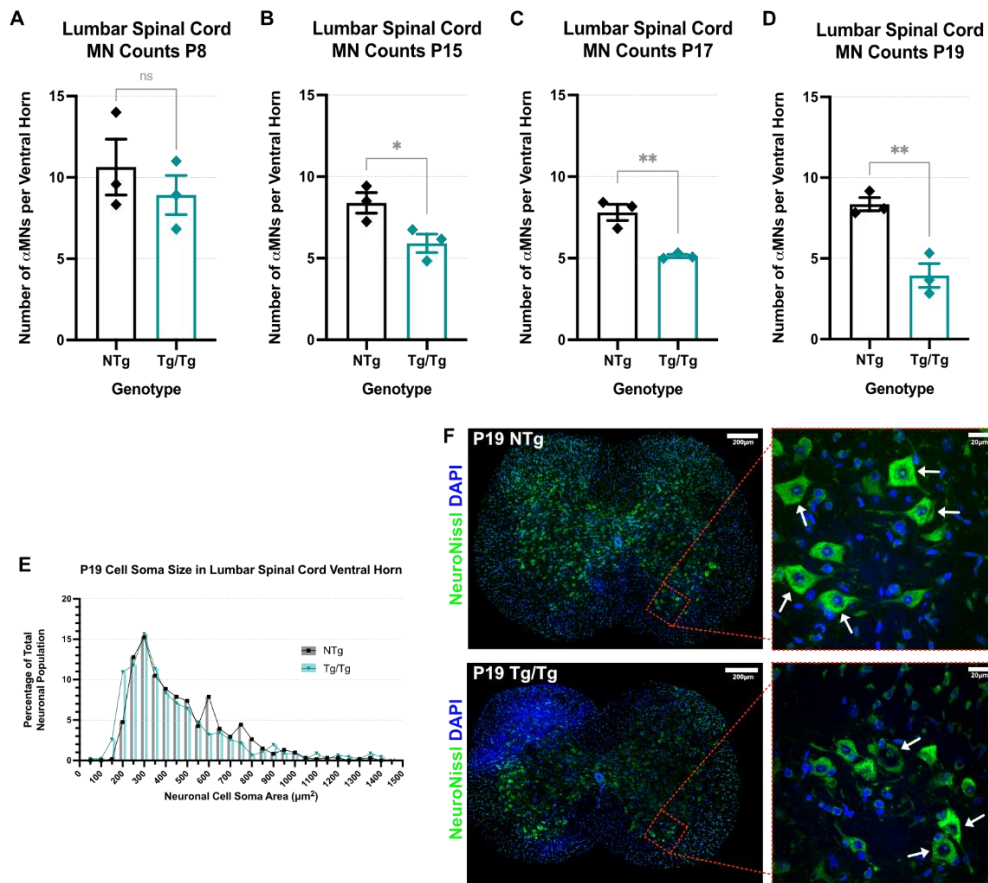 A
Lumbar Spinal Cord
MN Counts P8
Number of αMNs per Ventral Horn
15
10
5
0
ns
NTg
Tg/Tg
Genotype
B
Lumbar Spinal Cord
MN Counts P15
Number of αMNs per Ventral Horn
15
10
5
0
*
NTg
Tg/Tg
Genotype
C
Lumbar Spinal Cord
MN Counts P17
Number of αMNs per Ventral Horn
15
10
5
0
**
NTg
Tg/Tg
Genotype
D
Lumbar Spinal Cord
MN Counts P19
Number of αMNs per Ventral Horn
15
10
5
0
**
NTg
Tg/Tg
Genotype
E
P19 Cell Soma Size in Lumbar Spinal Cord Ventral Horn
Percentage of Total
Neuronal Population
20
15
10
5
0
NTg
Tg/Tg
0 100 200 300 400 500 600 700 800 900 1000 1100 1200 1300 1400 1500
Neuronal Cell Soma Area (µm²)
F
P19 NTg
NeuroNissl DAPI
200µm
20µm
P19 Tg/Tg
NeuroNissl DAPI
200µm
20µm